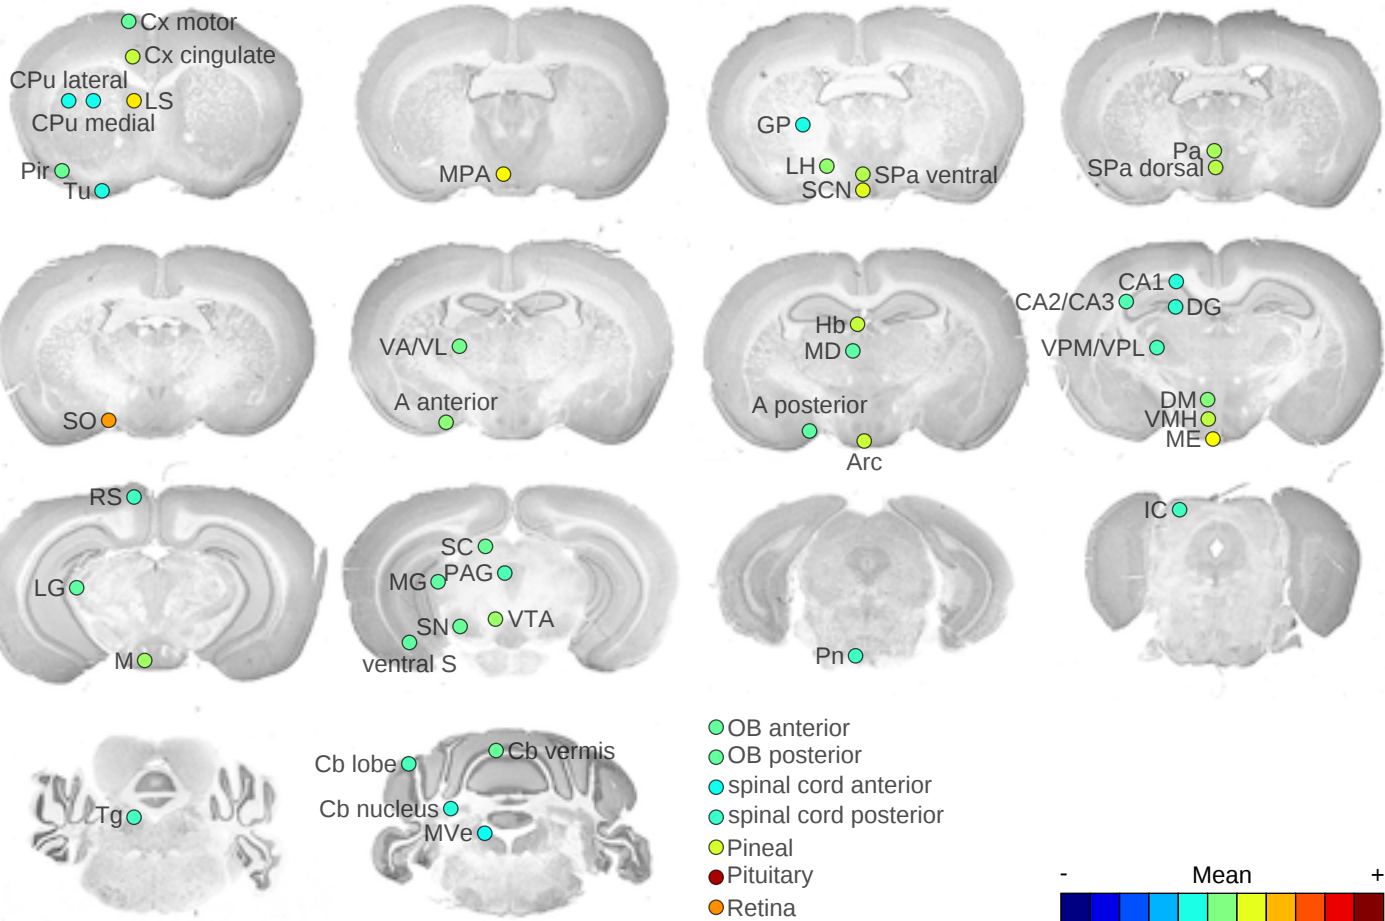 Cx motor
Cx cingulate
CPu lateral
LS
CPu medial
Pir
Tu
MPA
GP
LH
SPa ventral
SCN
Pa
SPa dorsal
SO
VA/VL
A anterior
Hb
MD
A posterior
Arc
CA1
CA2/CA3
DG
VPM/VPL
DM
VMH
ME
RS
LG
M
SC
MG
PAG
SN
VTA
ventral S
Pn
IC
Tg
Cb lobe
Cb vermis
Cb nucleus
MVe
OB anterior
OB posterior
spinal cord anterior
spinal cord posterior
Pineal
Pituitary
Retina
- Mean +